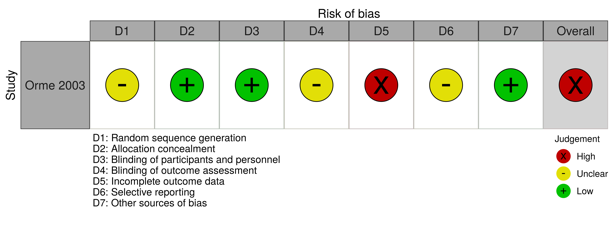 Risk of bias
D1 D2 D3 D4 D5 D6 D7 Overall
Study
Orme 2003 - + + - X - + X
D1: Random sequence generation
D2: Allocation concealment
D3: Blinding of participants and personnel
D4: Blinding of outcome assessment
D5: Incomplete outcome data
D6: Selective reporting
D7: Other sources of bias
Judgement
X High
- Unclear
+ Low